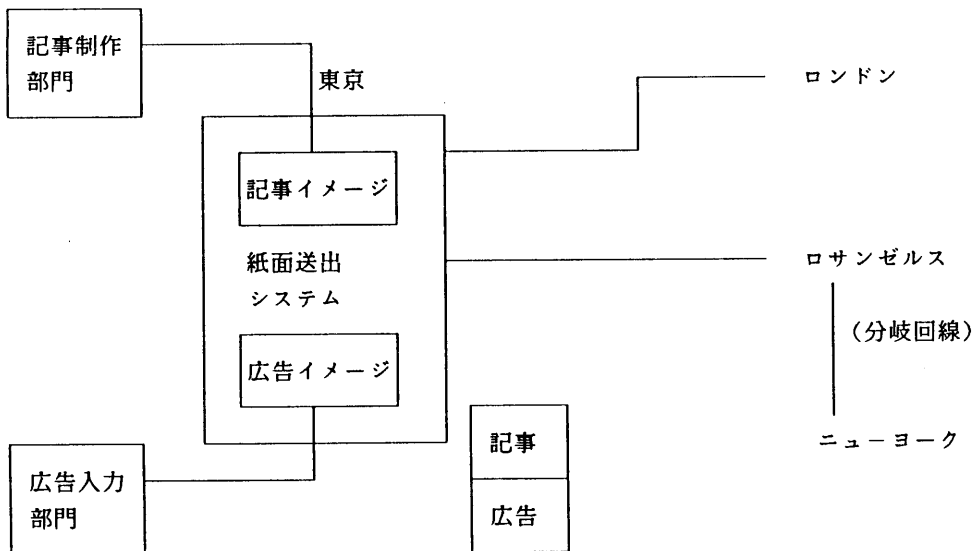 記事制作
部門
東京
ロンドン
記事イメージ
紙面送出
システム
ロサンゼルス
(分岐回線)
広告イメージ
ニューヨーク
記事
広告
広告入力
部門